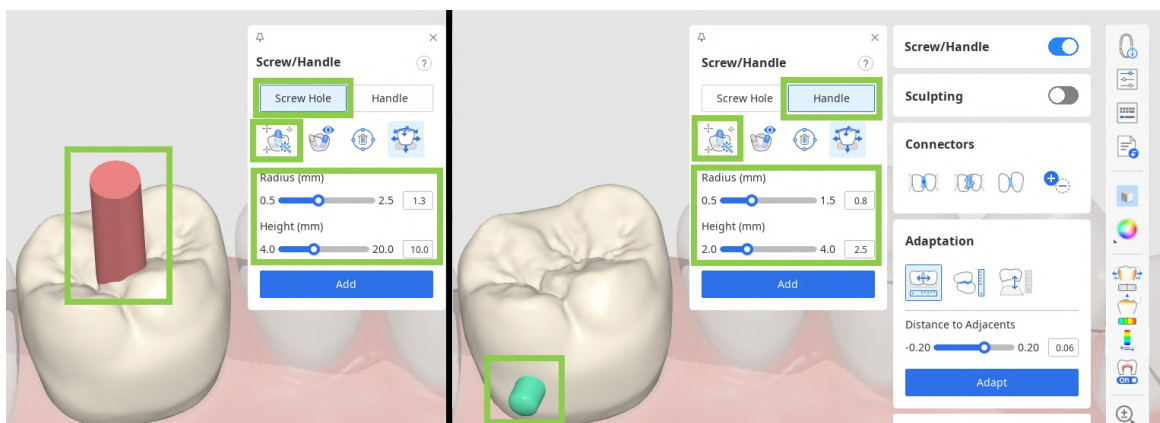 Screw/Handle
?
Screw Hole
Handle
Radius (mm)
0.5
2.5
1.3
Height (mm)
4.0
20.0
10.0
Add
Screw/Handle
?
Screw Hole
Handle
Radius (mm)
0.5
1.5
0.8
Height (mm)
2.0
4.0
2.5
Add
Screw/Handle
Sculpting
Connectors
Adaptation
Distance to Adjacents
-0.20
0.20
0.06
Adapt
on